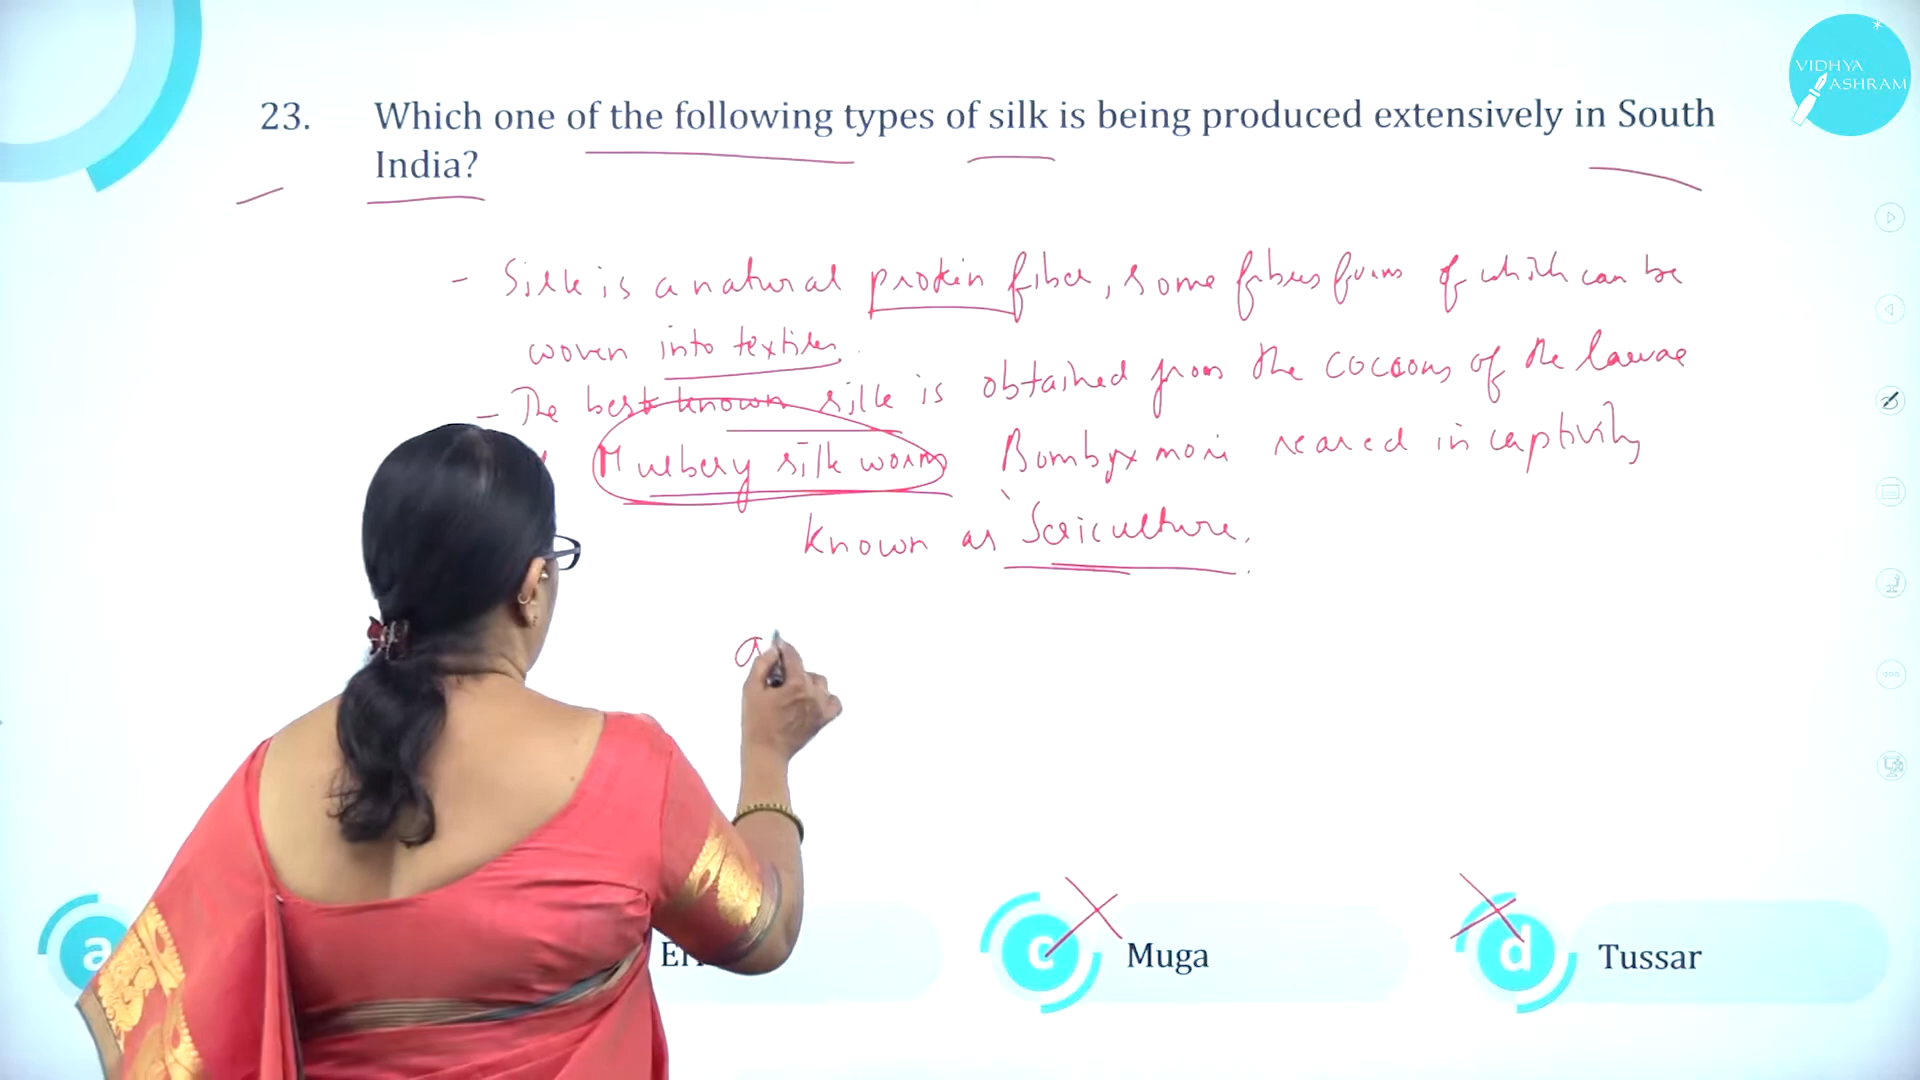 VIDHYA
ASHRAM
23. Which one of the following types of silk is being produced extensively in South
India?
- Silk is a natural protein fiber, some fibres forms of which can be
woven into textiles.
- The best known silk is obtained from the cocoons of the larvae
Mulbery silk worm Bombyx mori reared in captivity
known as Sericulture.
a
a
c Muga
d Tussar